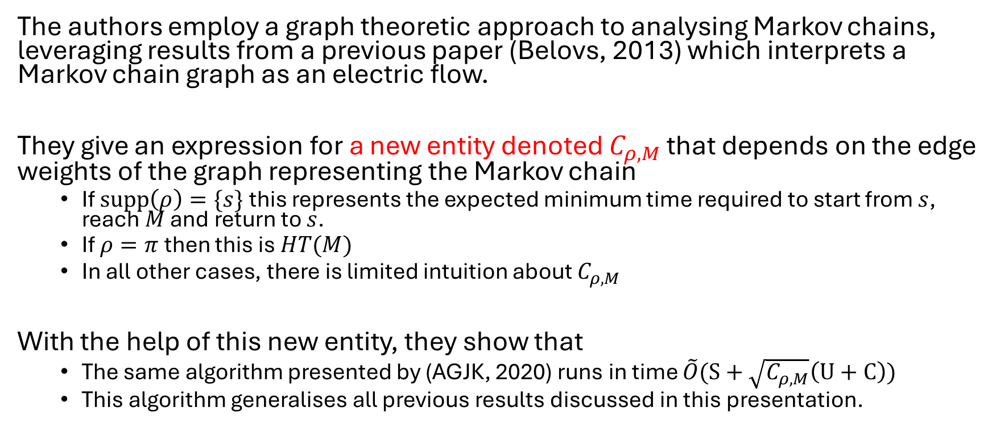 The authors employ a graph theoretic approach to analysing Markov chains,
leveraging results from a previous paper (Belovs, 2013) which interprets a
Markov chain graph as an electric flow.
They give an expression for a new entity denoted $C_{\rho,M}$ that depends on the edge
weights of the graph representing the Markov chain
• If $\mathrm{supp}(\rho) = \{s\}$ this represents the expected minimum time required to start from $s$,
reach $M$ and return to $s$.
• If $\rho = \pi$ then this is $HT(M)$
• In all other cases, there is limited intuition about $C_{\rho,M}$
With the help of this new entity, they show that
• The same algorithm presented by (AGJK, 2020) runs in time $\tilde{O}(\mathrm{S} + \sqrt{C_{\rho,M}}(\mathrm{U} + \mathrm{C}))$
• This algorithm generalises all previous results discussed in this presentation.